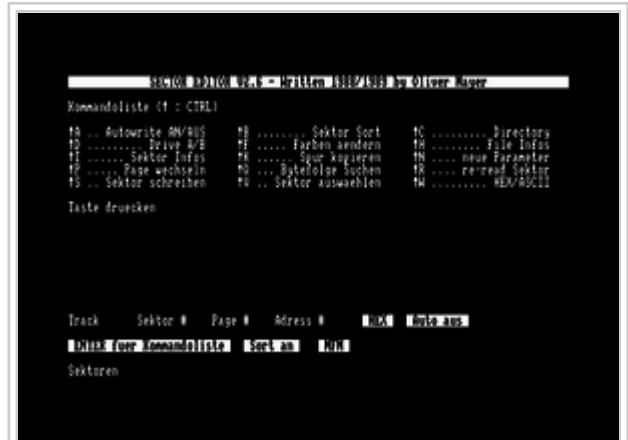 SECTOR EDITOR V2.6 - Written 1988/1989 by Oliver Mayer
Kommandoliste (↑ : CTRL)
↑A .. Autowrite AN/AUS ↑B ........ Sektor Sort ↑C .......... Directory
↑D .......... Drive A/B ↑F ..... Farben aendern ↑H ......... File Infos
↑I ....... Sektor Infos ↑K ...... Spur kopieren ↑N .... neue Parameter
↑P ..... Page wechseln ↑Q ... Bytefolge Suchen ↑R .... re-read Sektor
↑S .. Sektor schreiben ↑V .. Sektor auswaehlen ↑W ......... HEX/ASCII
Taste druecken
Track Sektor # Page # Adress # HEX Auto aus
ENTER fuer Kommandoliste Sort an MFM
Sektoren